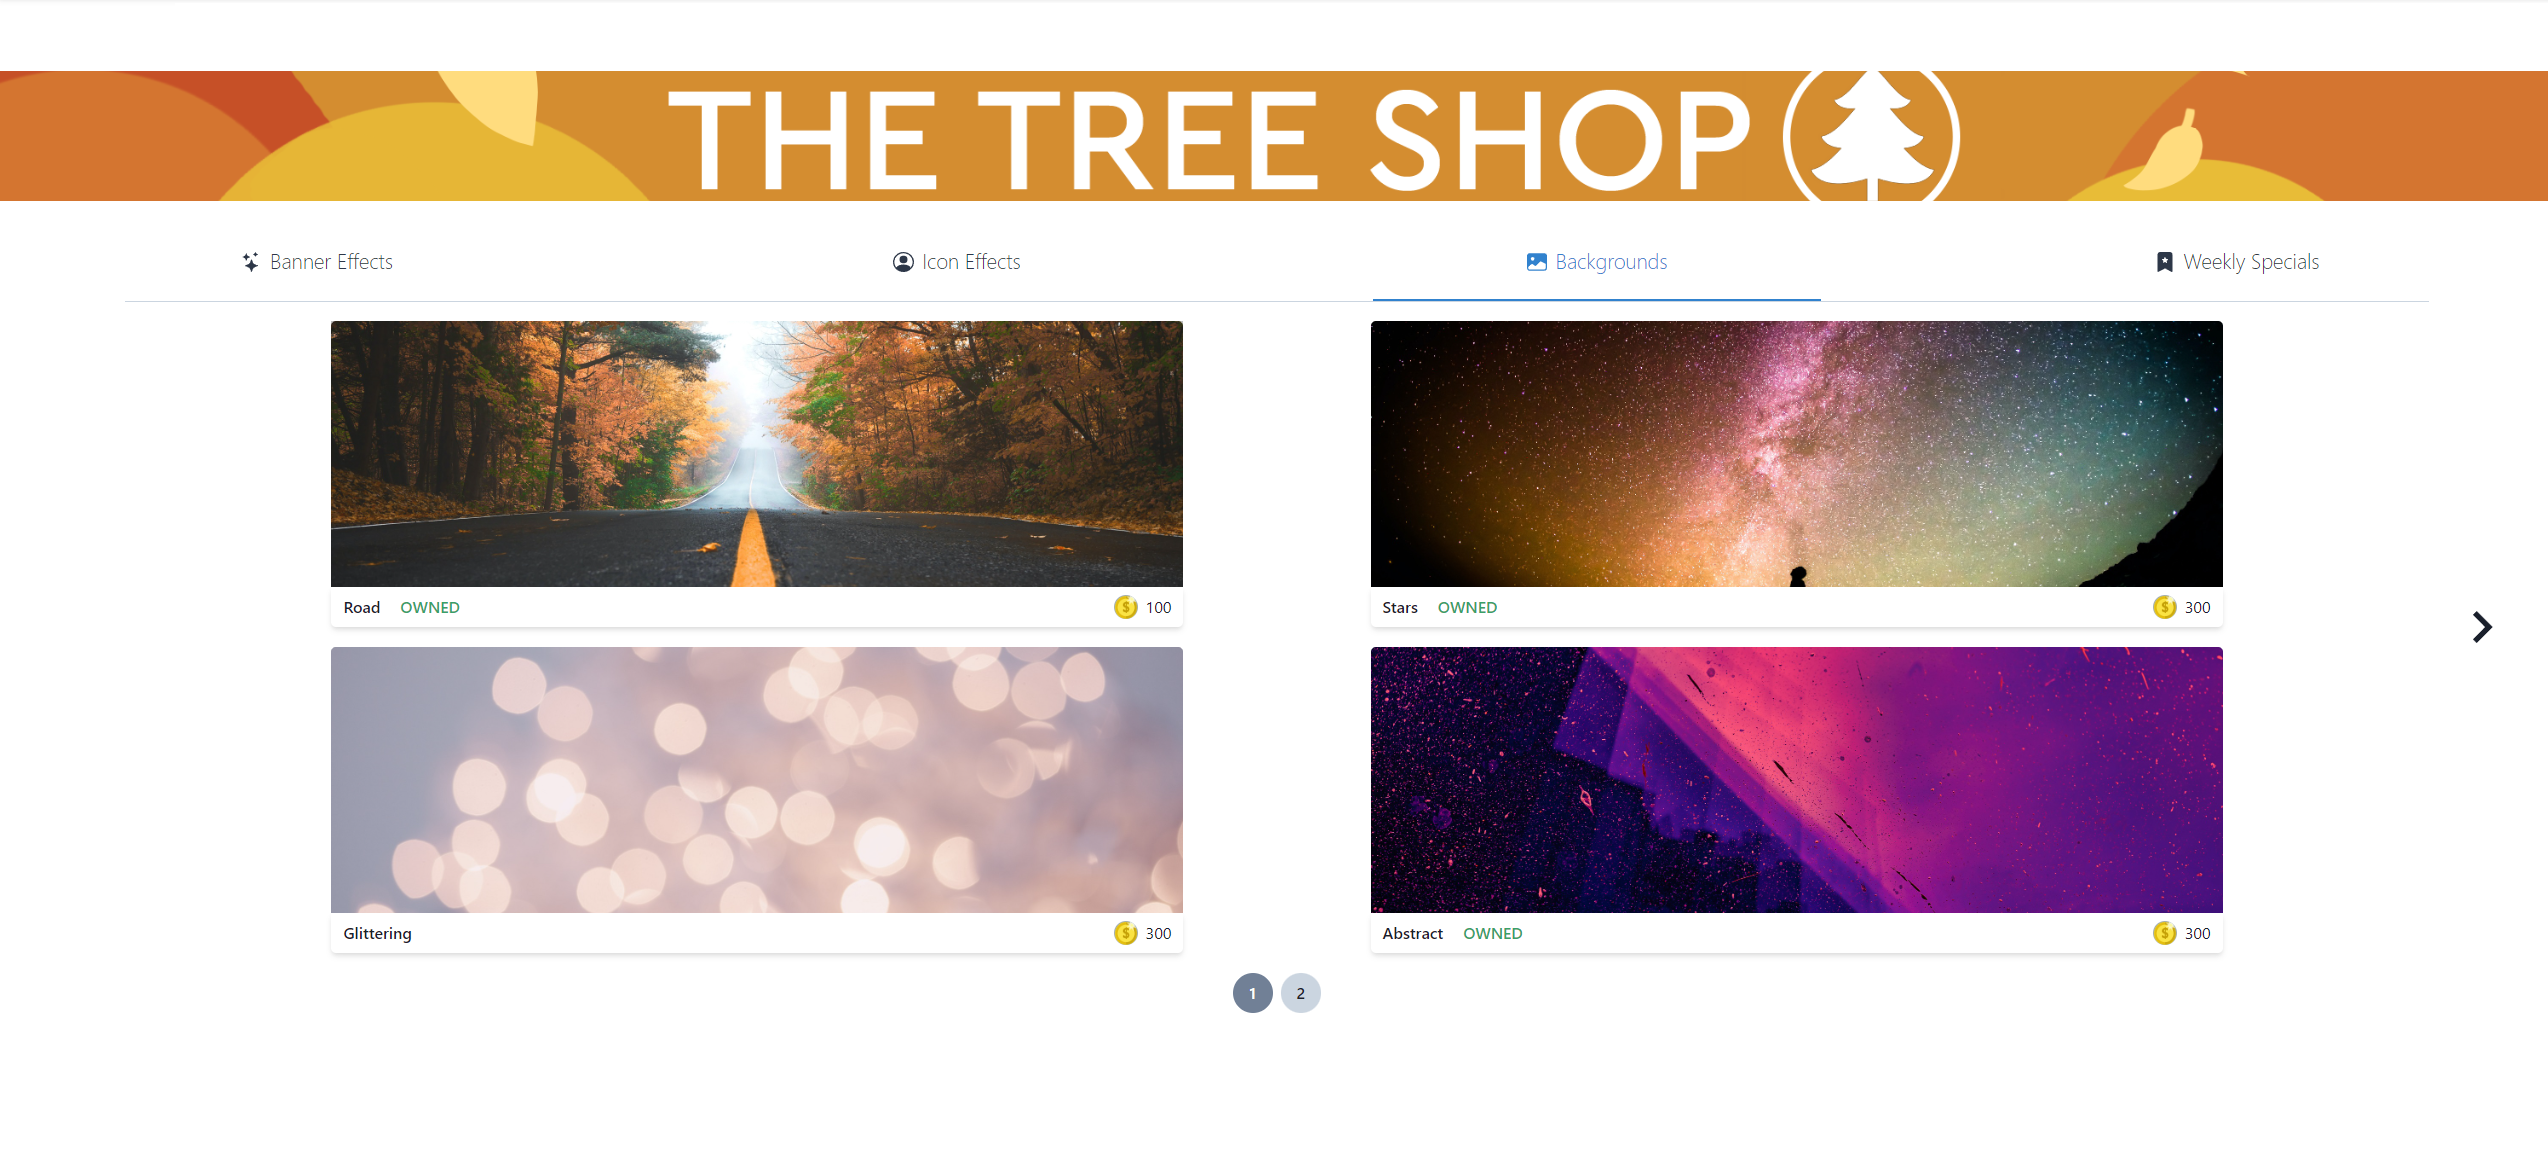 THE TREE SHOP
Banner Effects
Icon Effects
Backgrounds
Weekly Specials
Road OWNED 100
Stars OWNED 300
Glittering 300
Abstract OWNED 300
1 2